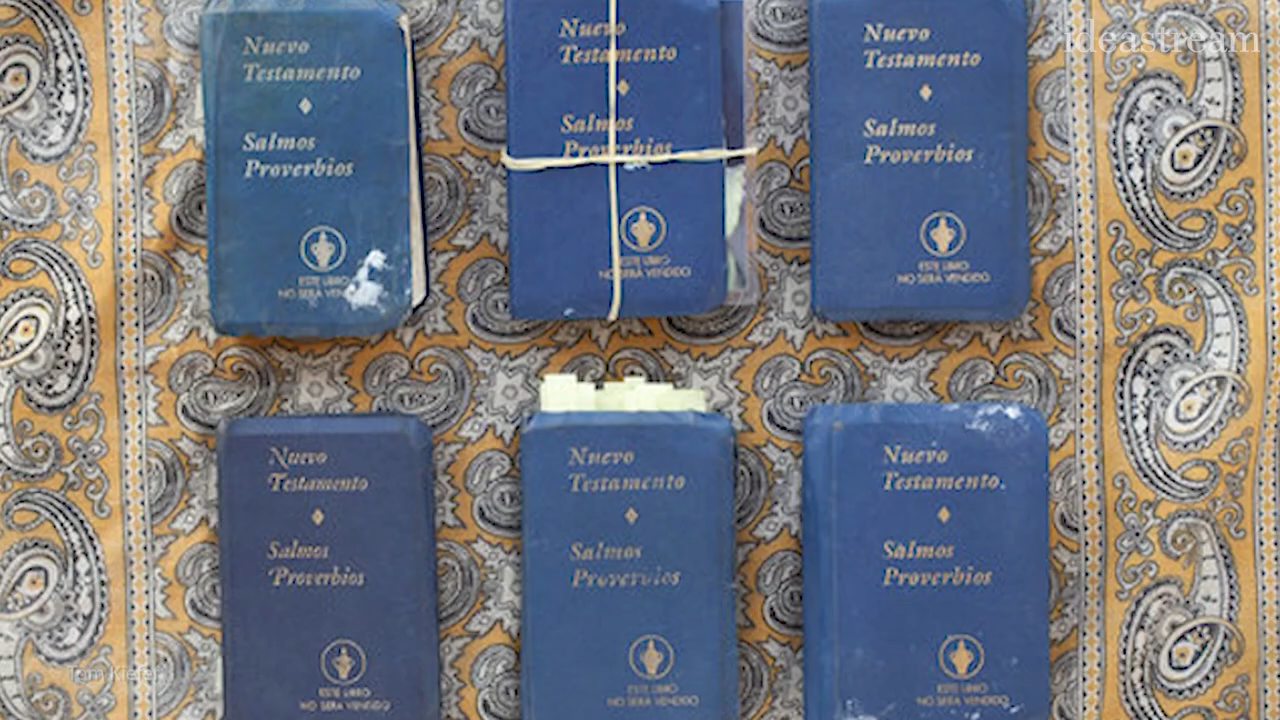 ideastream
Nuevo
Testamento
Salmos
Proverbios
ESTE LIBRO
NO SERA VENDIDO
Nuevo
Testamento
Salmos
Proverbios
ESTE LIBRO
NO SERA VENDIDO
Nuevo
Testamento
Salmos
Proverbios
ESTE LIBRO
NO SERA VENDIDO
Nuevo
Testamento
Salmos
Proverbios
ESTE LIBRO
NO SERA VENDIDO
Nuevo
Testamento
Salmos
Proverbios
ESTE LIBRO
NO SERA VENDIDO
Nuevo
Testamento
Salmos
Proverbios
ESTE LIBRO
NO SERA VENDIDO
Tom Kiefer